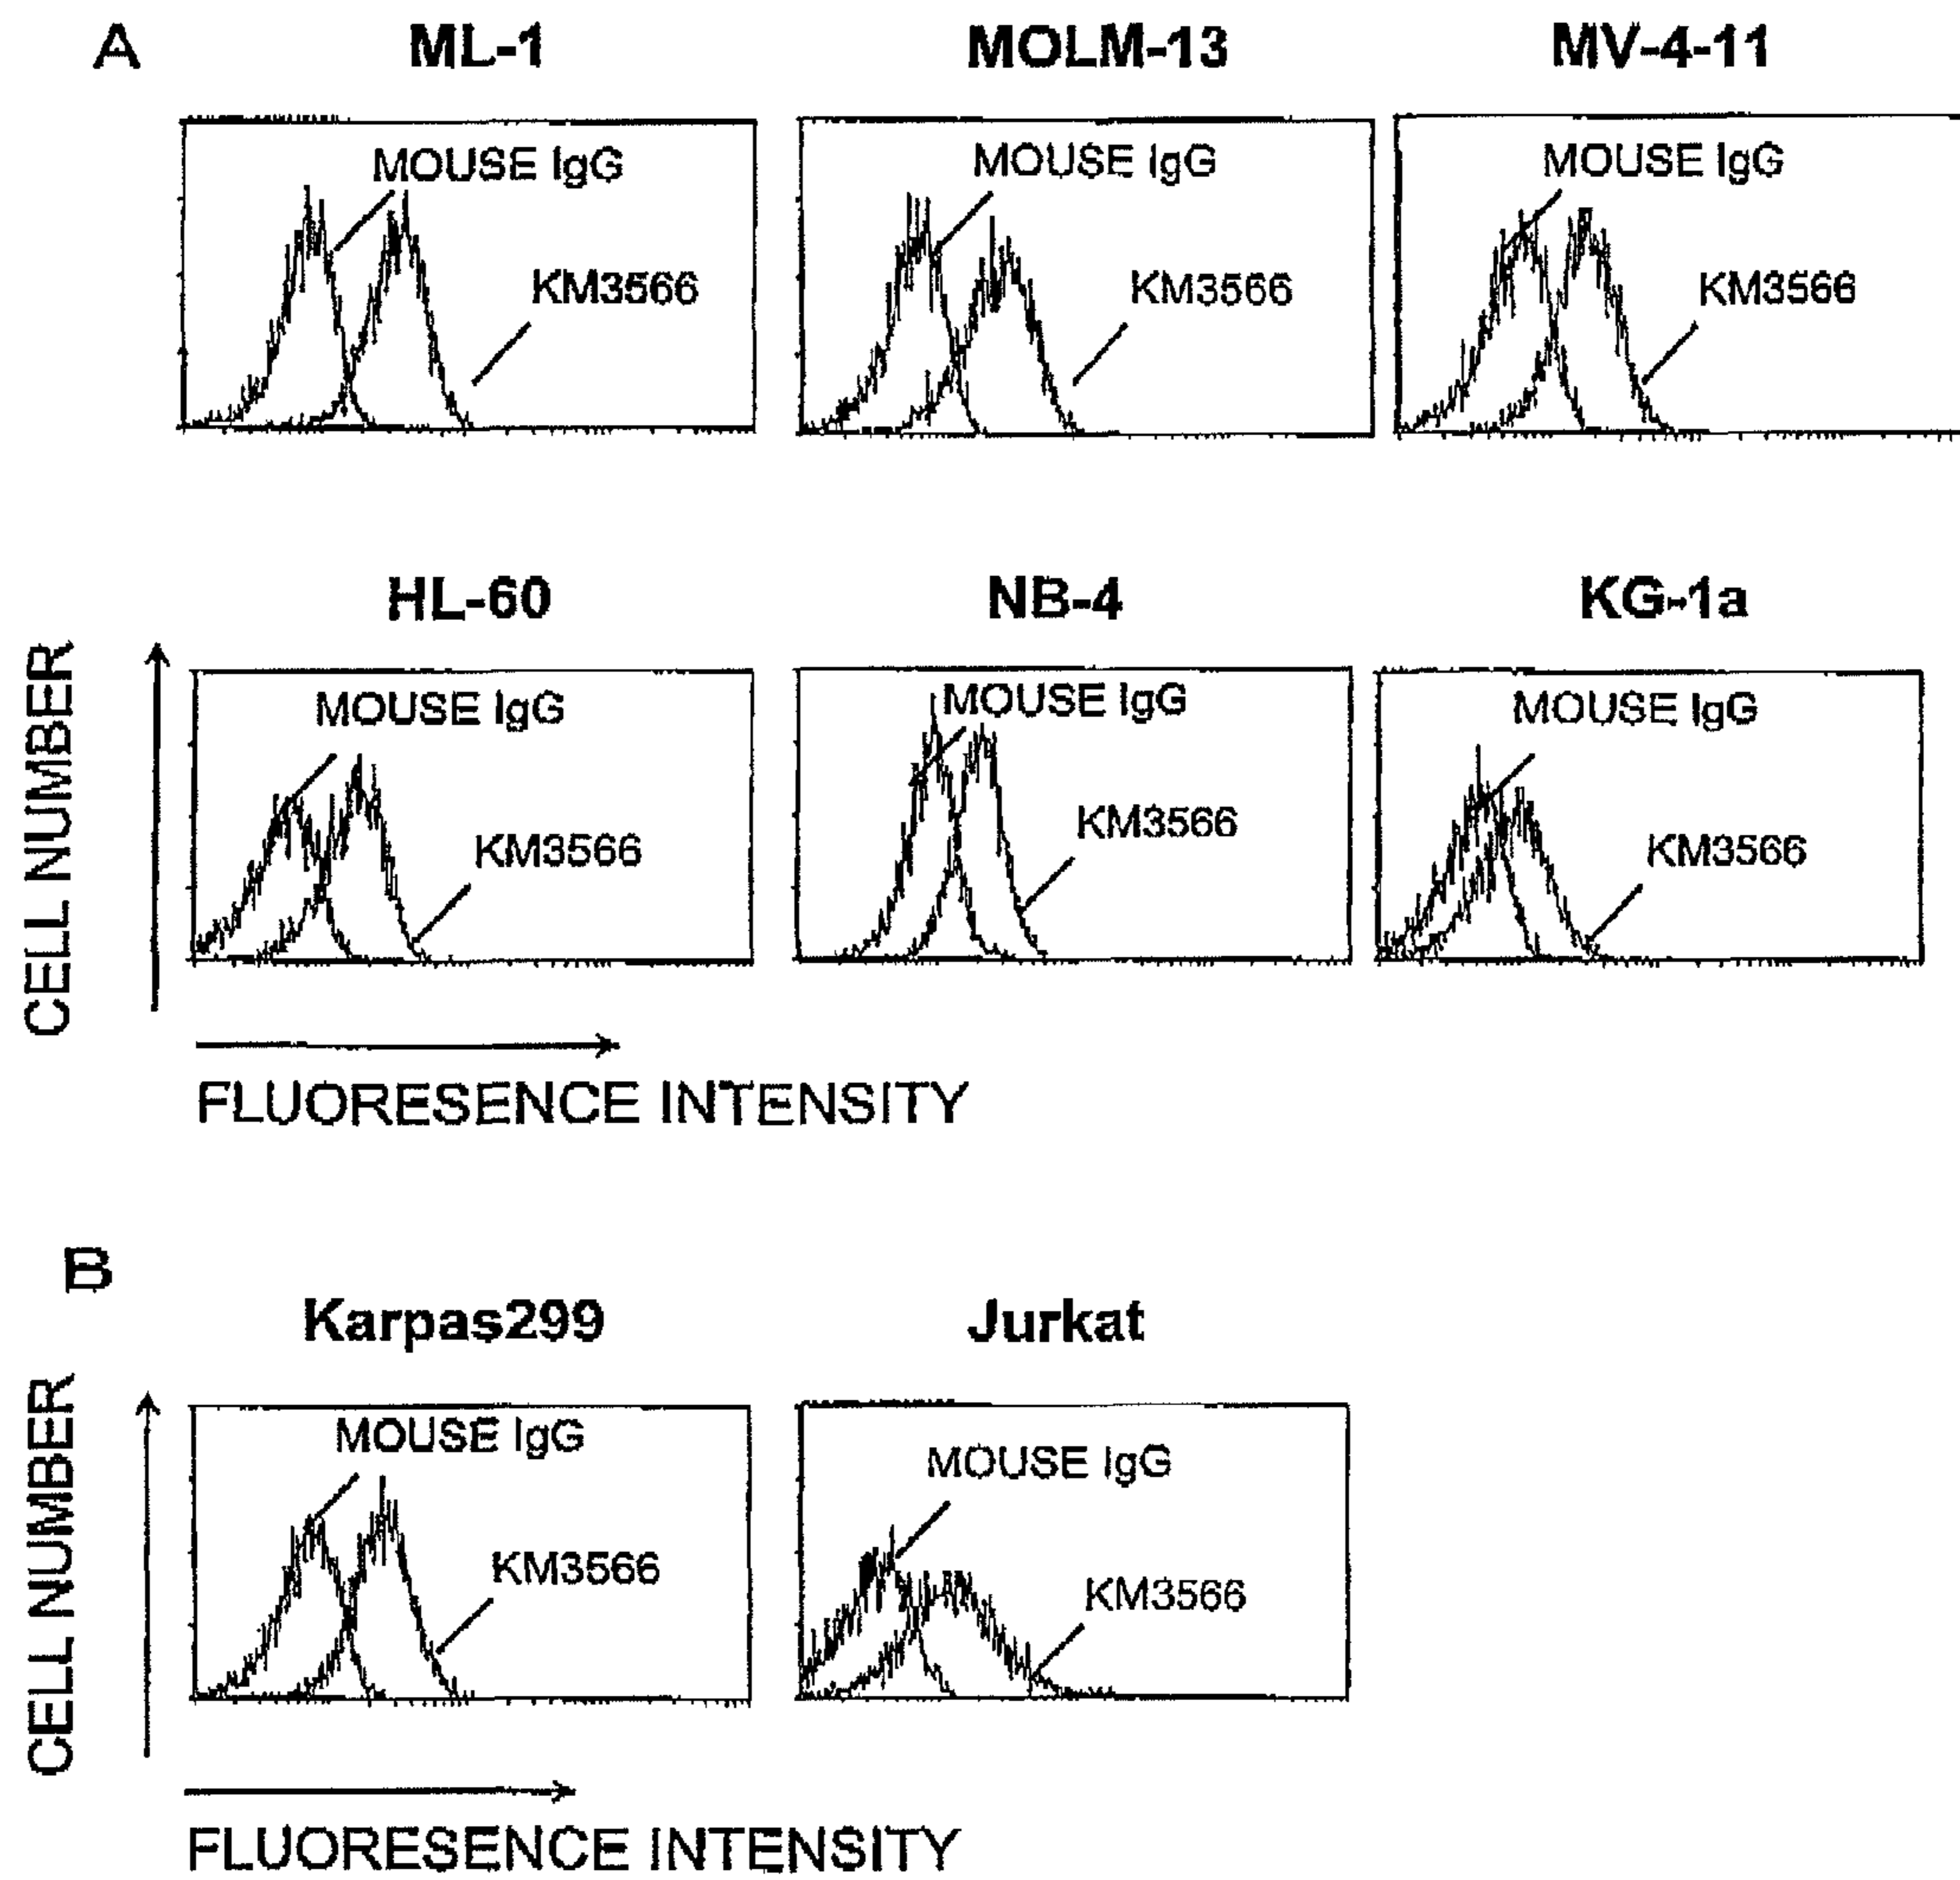 A
ML-1
MOLM-13
MV-4-11
MOUSE IgG
KM3566
MOUSE IgG
KM3566
MOUSE IgG
KM3566
HL-60
NB-4
KG-1a
CELL NUMBER
MOUSE IgG
KM3566
MOUSE IgG
KM3566
MOUSE IgG
KM3566
FLUORESENCE INTENSITY
B
Karpas299
Jurkat
CELL NUMBER
MOUSE IgG
KM3566
MOUSE IgG
KM3566
FLUORESENCE INTENSITY